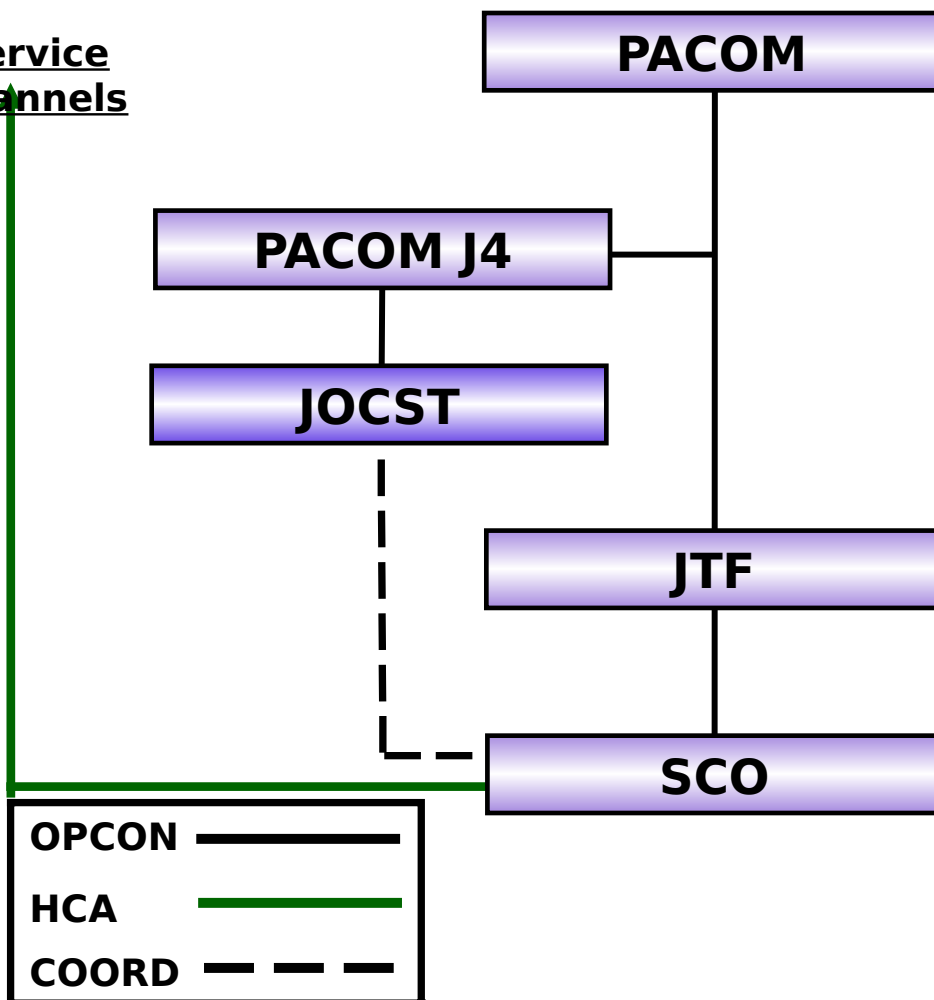 ervice
annels
PACOM
PACOM J4
JOCST
JTF
SCO
OPCON
HCA
COORD